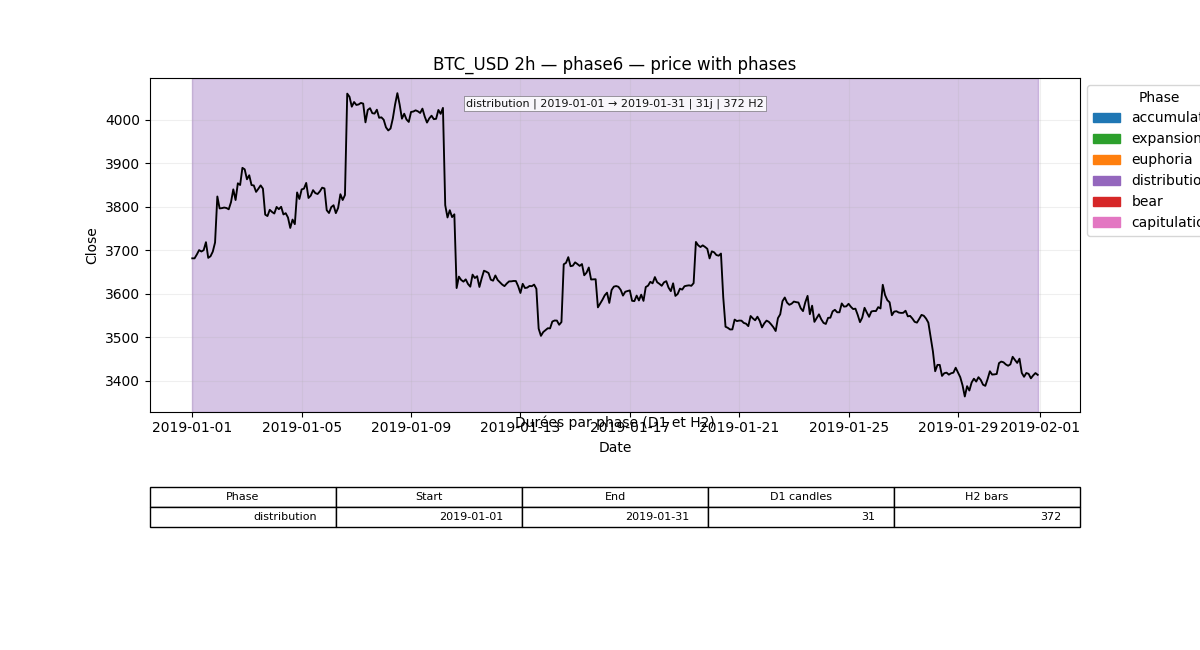 BTC_USD 2h — phase6 — price with phases
distribution | 2019-01-01 → 2019-01-31 | 31j | 372 H2
Close
4000
3900
3800
3700
3600
3500
3400
Phase
accumulat
expansion
euphoria
distributio
bear
capitulatio
2019-01-01 2019-01-05 2019-01-09 2019-01-13 2019-01-17 2019-01-21 2019-01-25 2019-01-29 2019-02-01
Durées par phase (D1 et H2)
Date
Phase Start End D1 candles H2 bars
distribution 2019-01-01 2019-01-31 31 372